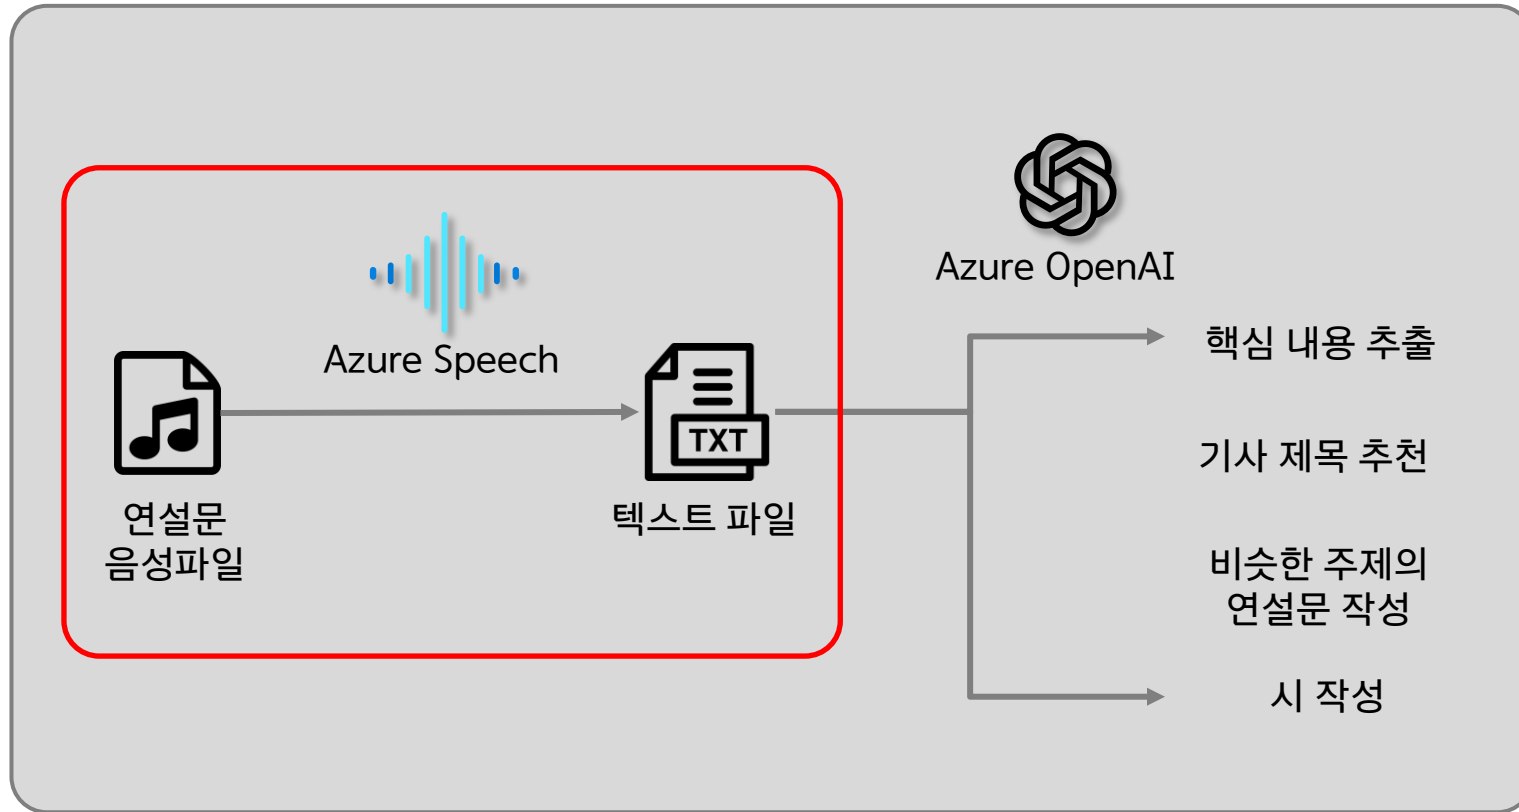 Azure Speech
연설문
음성파일
TXT
텍스트 파일
Azure OpenAI
핵심 내용 추출
기사 제목 추천
비슷한 주제의
연설문 작성
시 작성